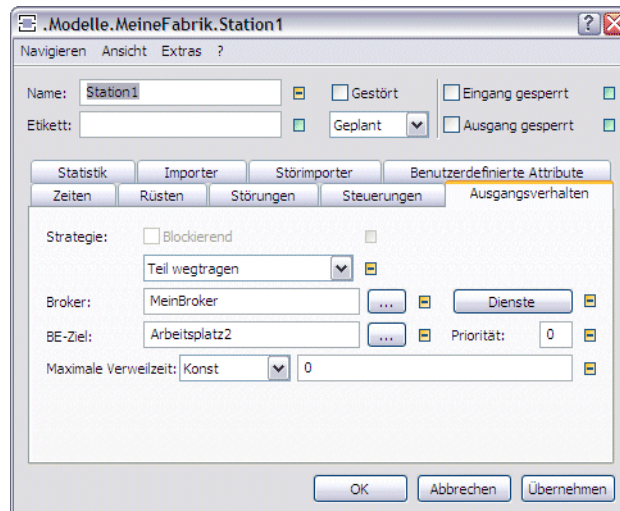 .Modelle.MeineFabrik.Station1
Navigieren Ansicht Extras ?
Name: Station1 Gestört Eingang gesperrt
Etikett: Geplant Ausgang gesperrt
Statistik Importer Störimporter Benutzerdefinierte Attribute
Zeiten Rüsten Störungen Steuerungen Ausgangsverhalten
Strategie: Blockierend
Teil wegtragen
Broker: MeinBroker ... Dienste
BE-Ziel: Arbeitsplatz2 ... Priorität: 0
Maximale Verweilzeit: Konst 0
OK Abbrechen Übernehmen